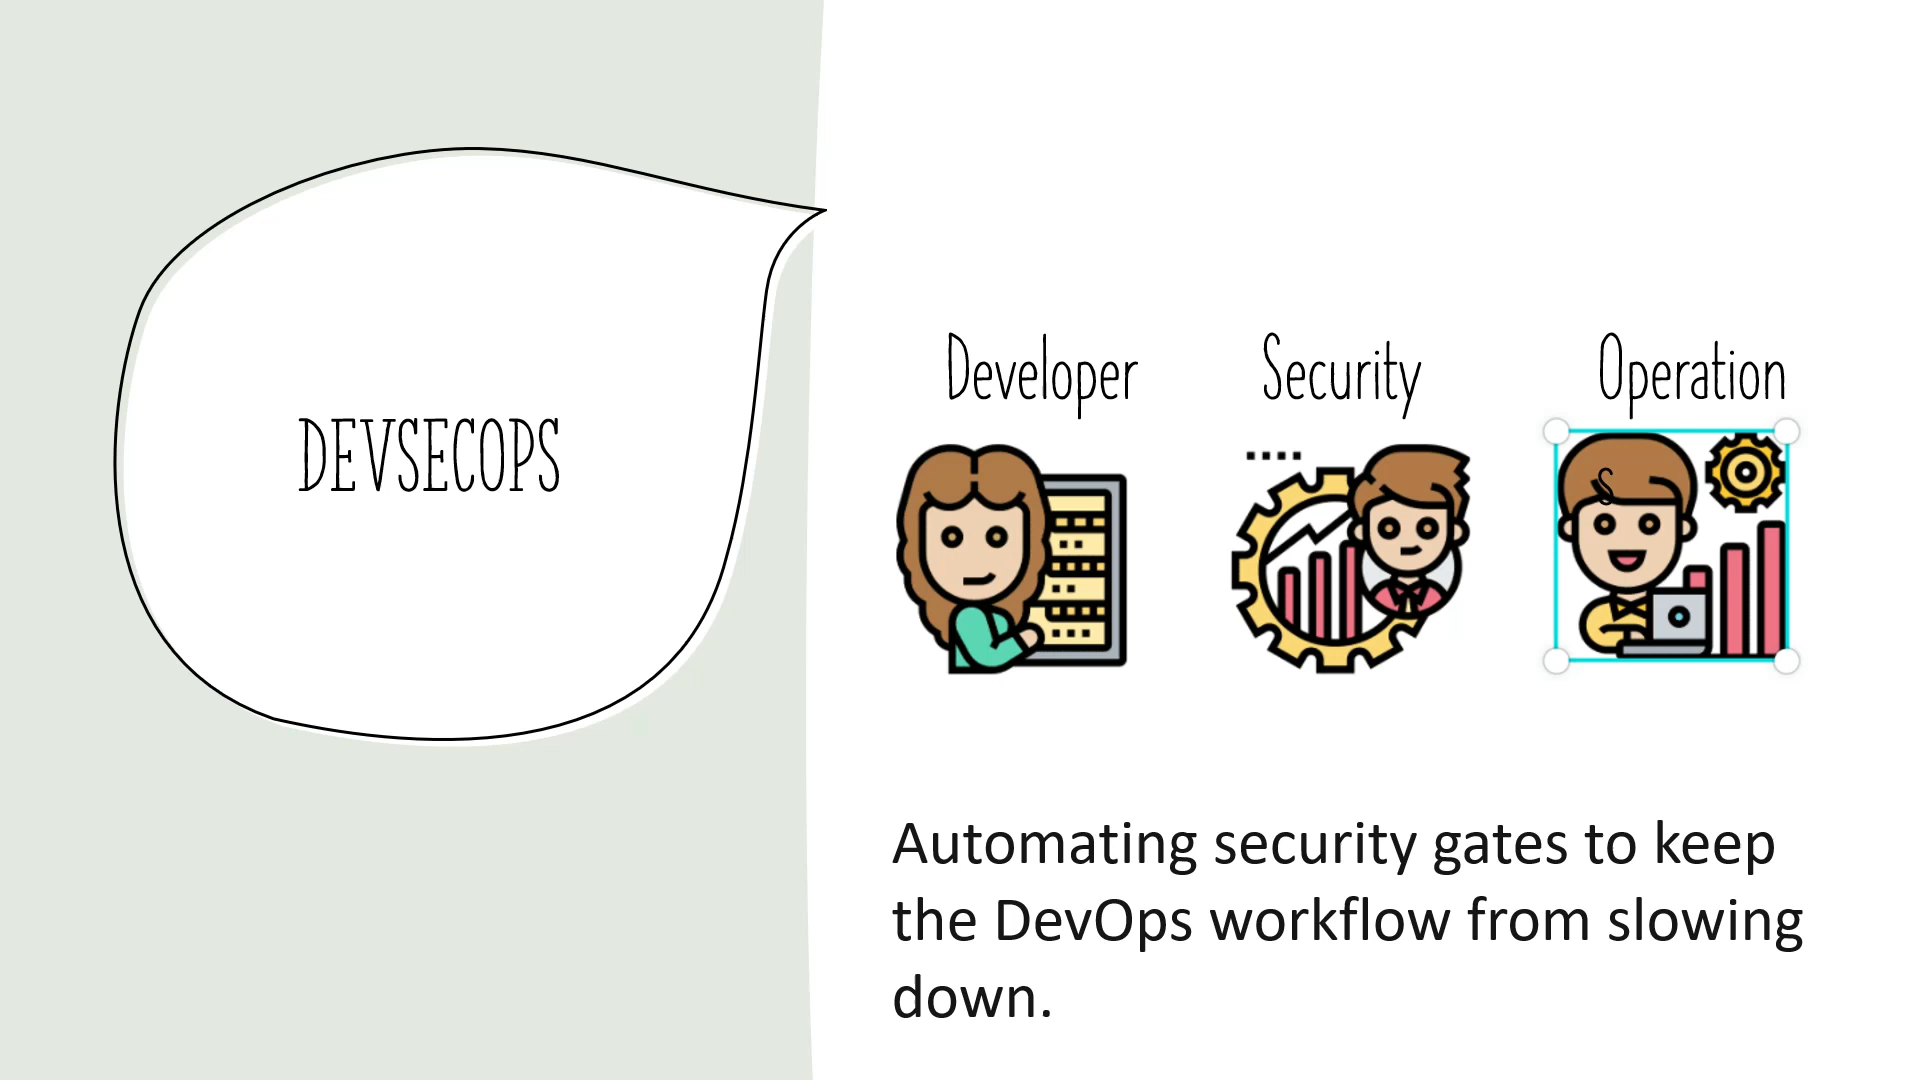 DEVSECOPS
Developer
Security
Operation
s
Automating security gates to keep
the DevOps workflow from slowing
down.